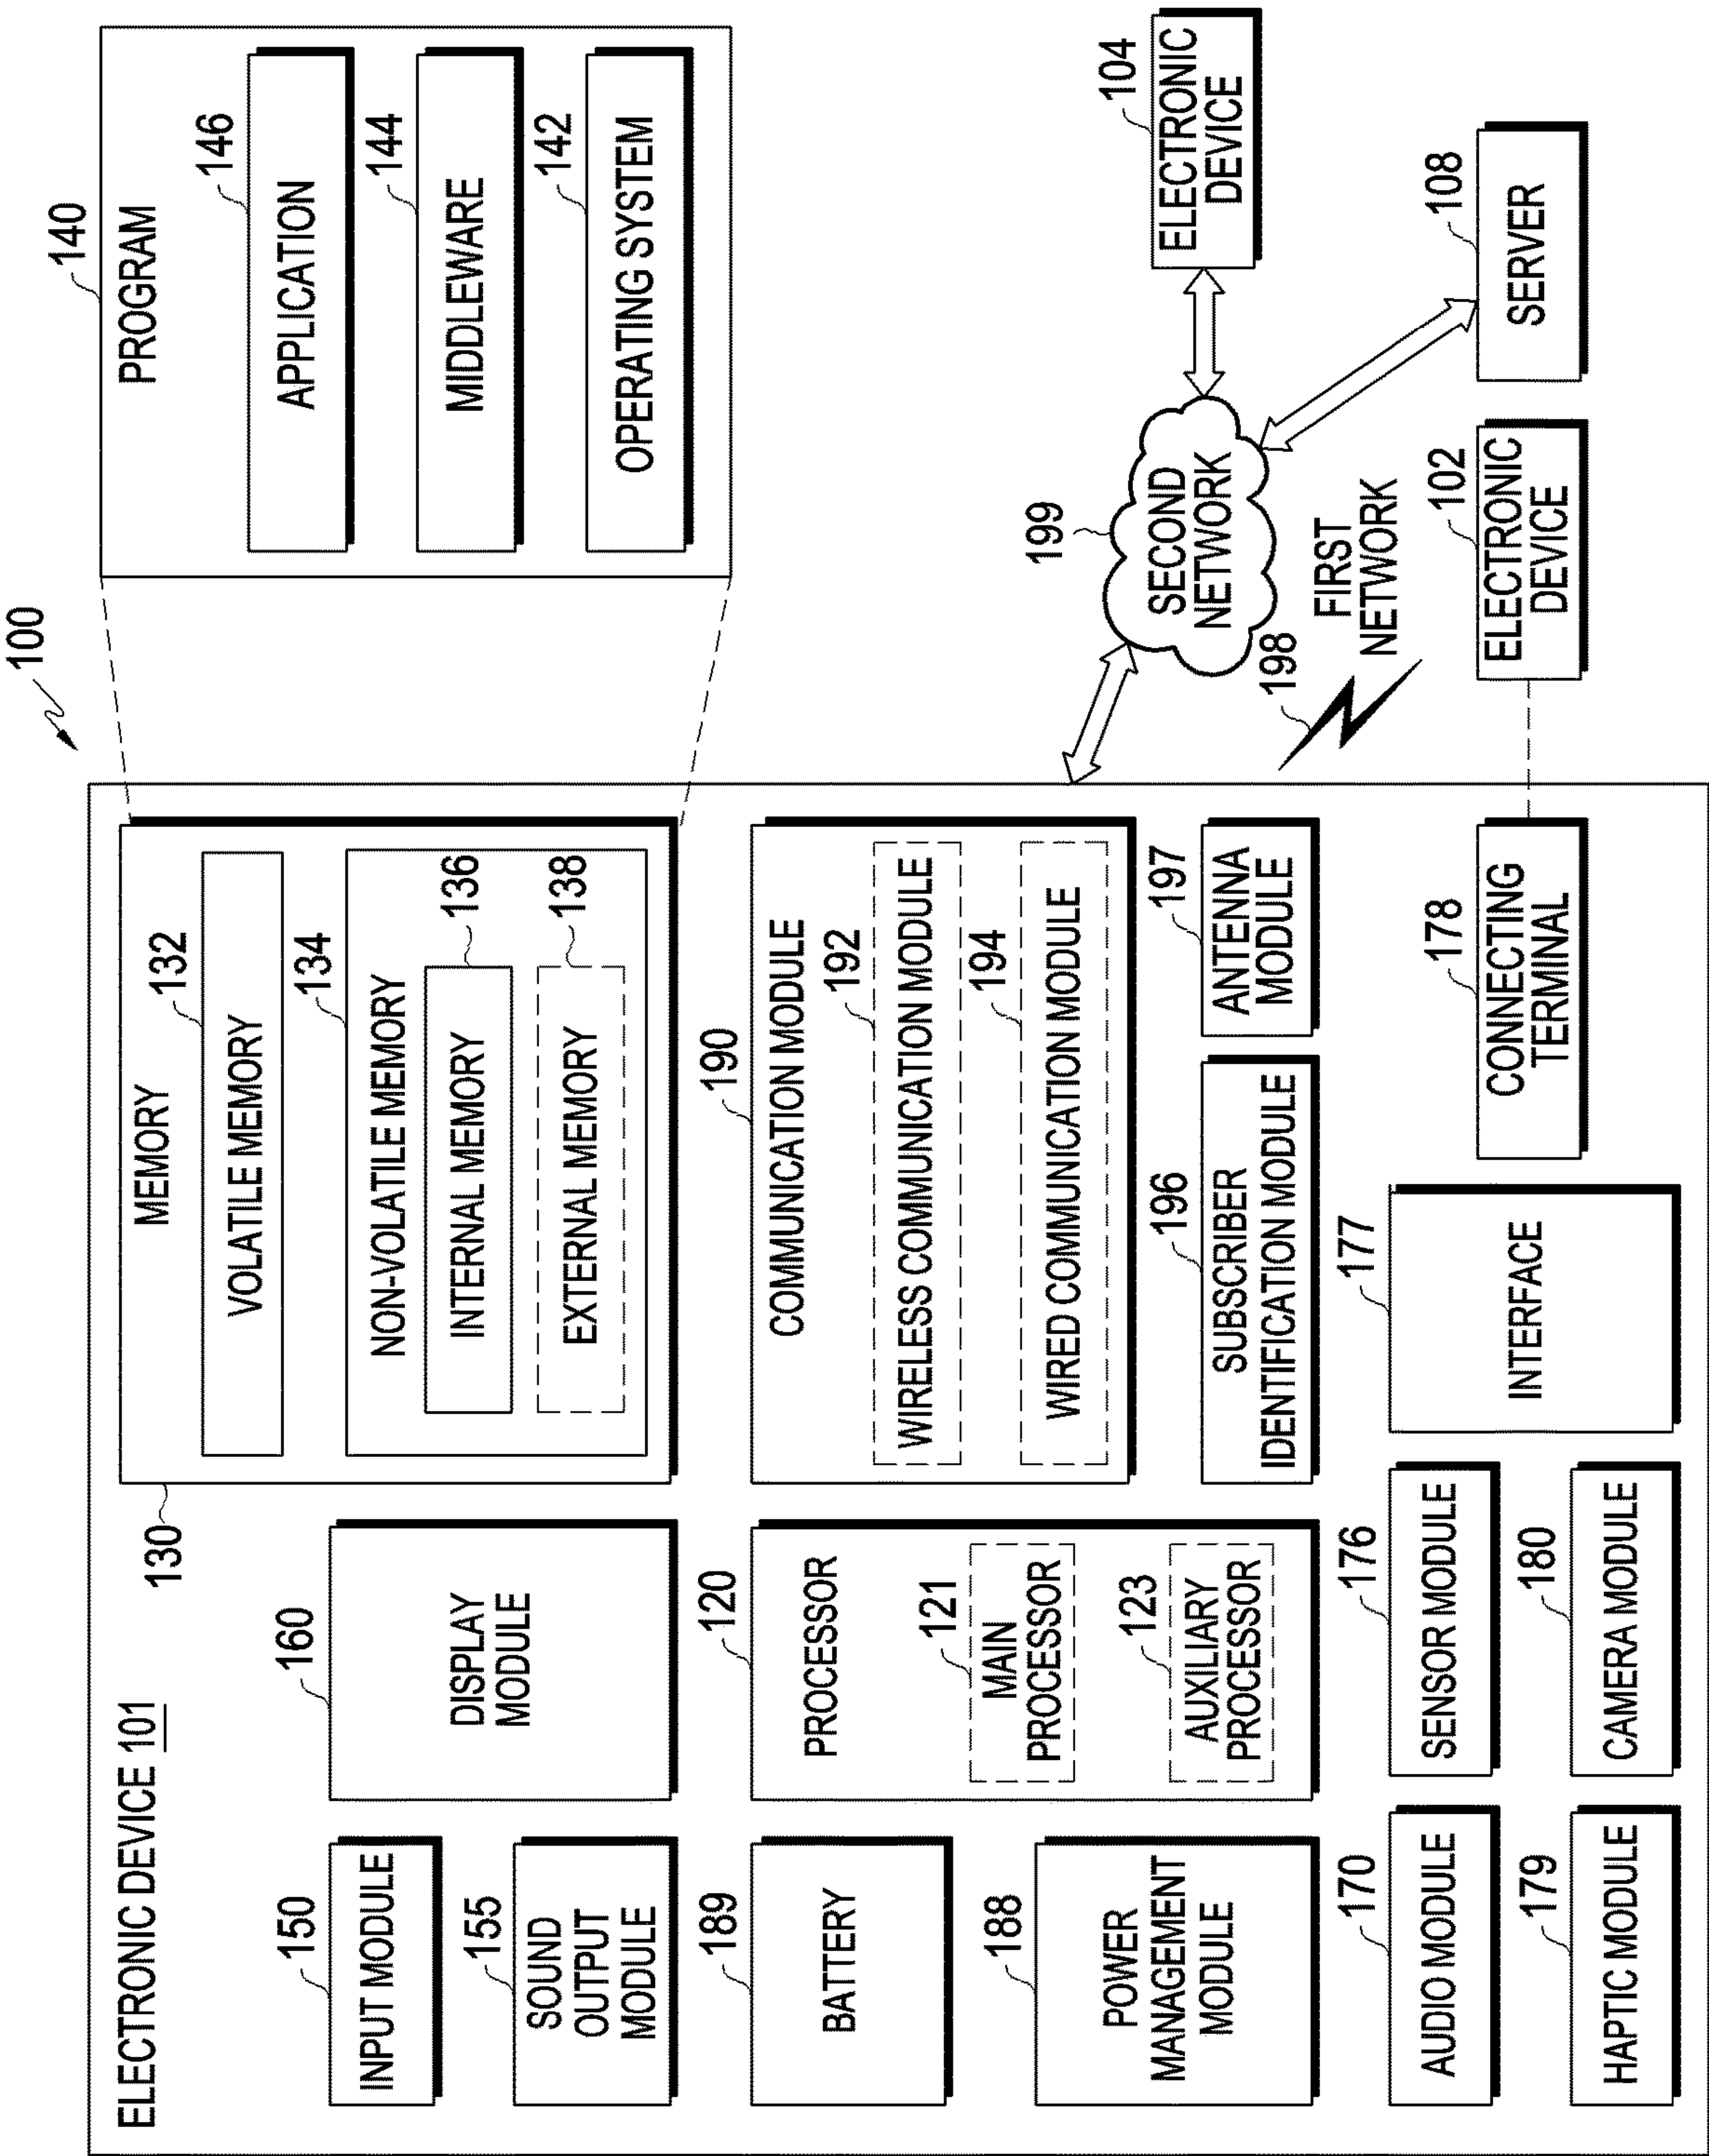 100
ELECTRONIC DEVICE 101
130
MEMORY
132
VOLATILE MEMORY
134
NON-VOLATILE MEMORY
136
INTERNAL MEMORY
138
EXTERNAL MEMORY
140
PROGRAM
146
APPLICATION
144
MIDDLEWARE
142
OPERATING SYSTEM
150
INPUT MODULE
155
SOUND
OUTPUT
MODULE
160
DISPLAY
MODULE
189
BATTERY
188
POWER
MANAGEMENT
MODULE
120
PROCESSOR
121
MAIN
PROCESSOR
123
AUXILIARY
PROCESSOR
190
COMMUNICATION MODULE
192
WIRELESS COMMUNICATION MODULE
194
WIRED COMMUNICATION MODULE
196
SUBSCRIBER
IDENTIFICATION MODULE
197
ANTENNA
MODULE
170
AUDIO MODULE
176
SENSOR MODULE
177
INTERFACE
178
CONNECTING
TERMINAL
179
HAPTIC MODULE
180
CAMERA MODULE
199
SECOND
NETWORK
198
FIRST
NETWORK
104
ELECTRONIC
DEVICE
108
SERVER
102
ELECTRONIC
DEVICE